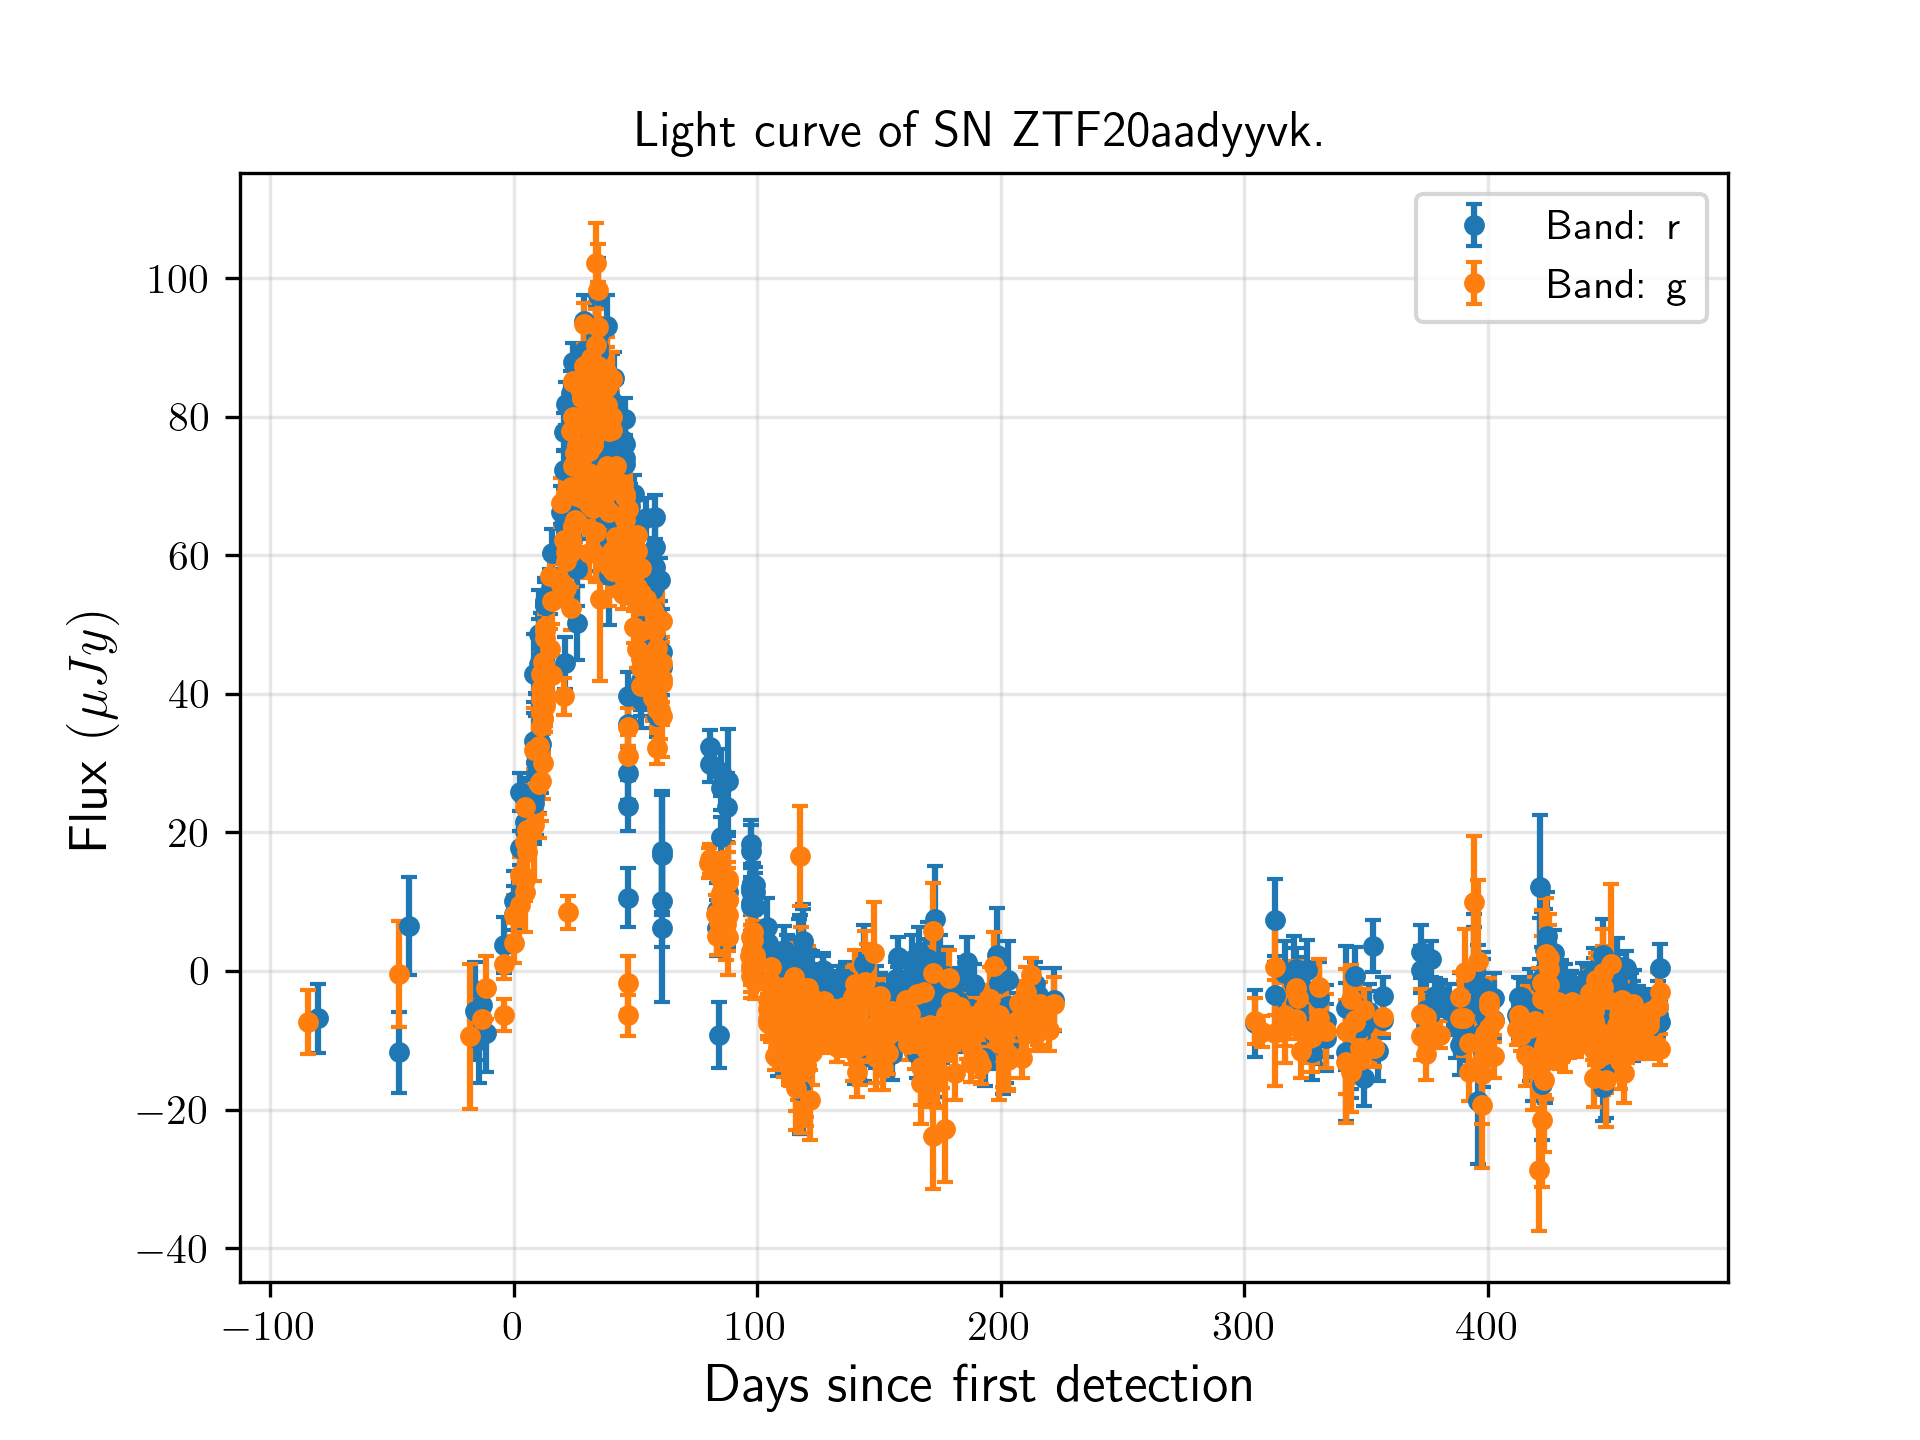 Light curve of SN ZTF20aadyyvk.
Band: r
Band: g
Flux (μJy)
100
80
60
40
20
0
−20
−40
−100
0
100
200
300
400
Days since first detection